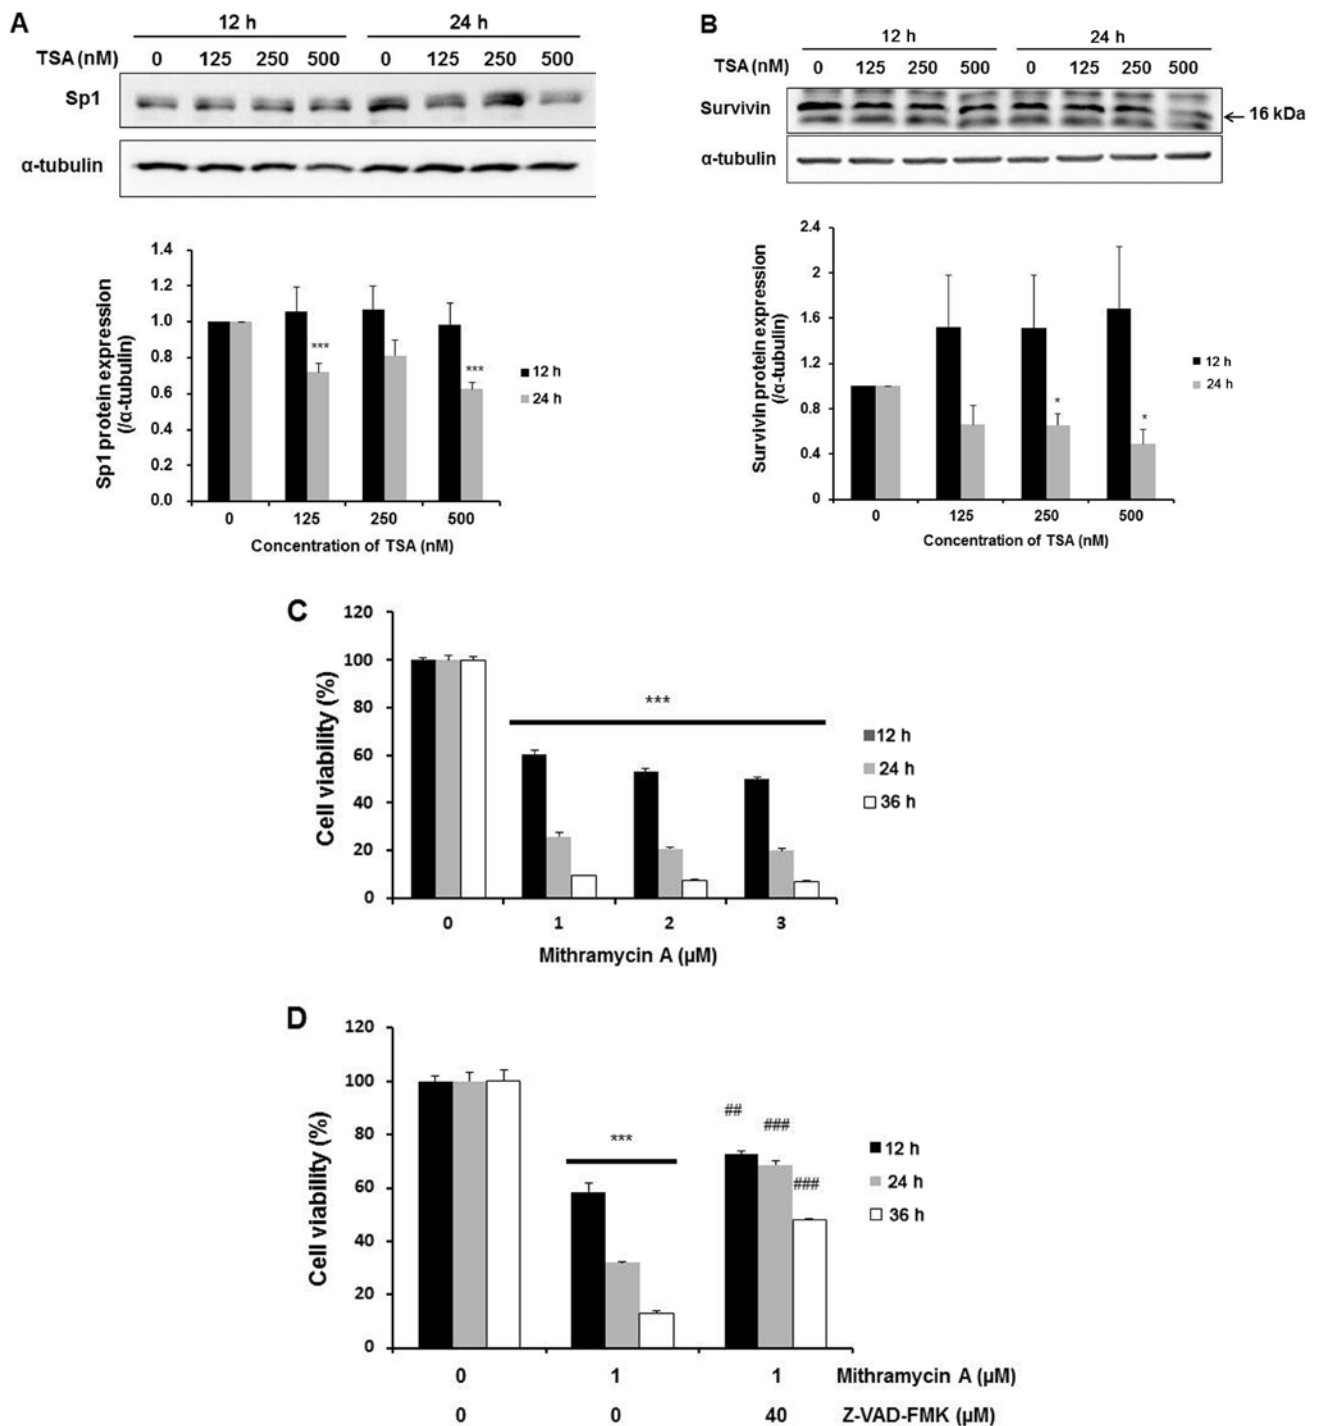 A
12 h 24 h
TSA (nM) 0 125 250 500 0 125 250 500
Sp1
α-tubulin
Sp1 protein expression
(/α-tubulin)
1.4
1.2
1.0
0.8
0.6
0.4
0.2
0.0
*** ***
12 h
24 h
0 125 250 500
Concentration of TSA (nM)
B
12 h 24 h
TSA (nM) 0 125 250 500 0 125 250 500
Survivin
← 16 kDa
α-tubulin
Survivin protein expression
(/α-tubulin)
2.4
2
1.6
1.2
0.8
0.4
0
* *
12 h
24 h
0 125 250 500
Concentration of TSA (nM)
C
Cell viability (%)
120
100
80
60
40
20
0
***
12 h
24 h
36 h
0 1 2 3
Mithramycin A (μM)
D
Cell viability (%)
120
100
80
60
40
20
0
***
##
###
###
12 h
24 h
36 h
0 1 1 Mithramycin A (μM)
0 0 40 Z-VAD-FMK (μM)